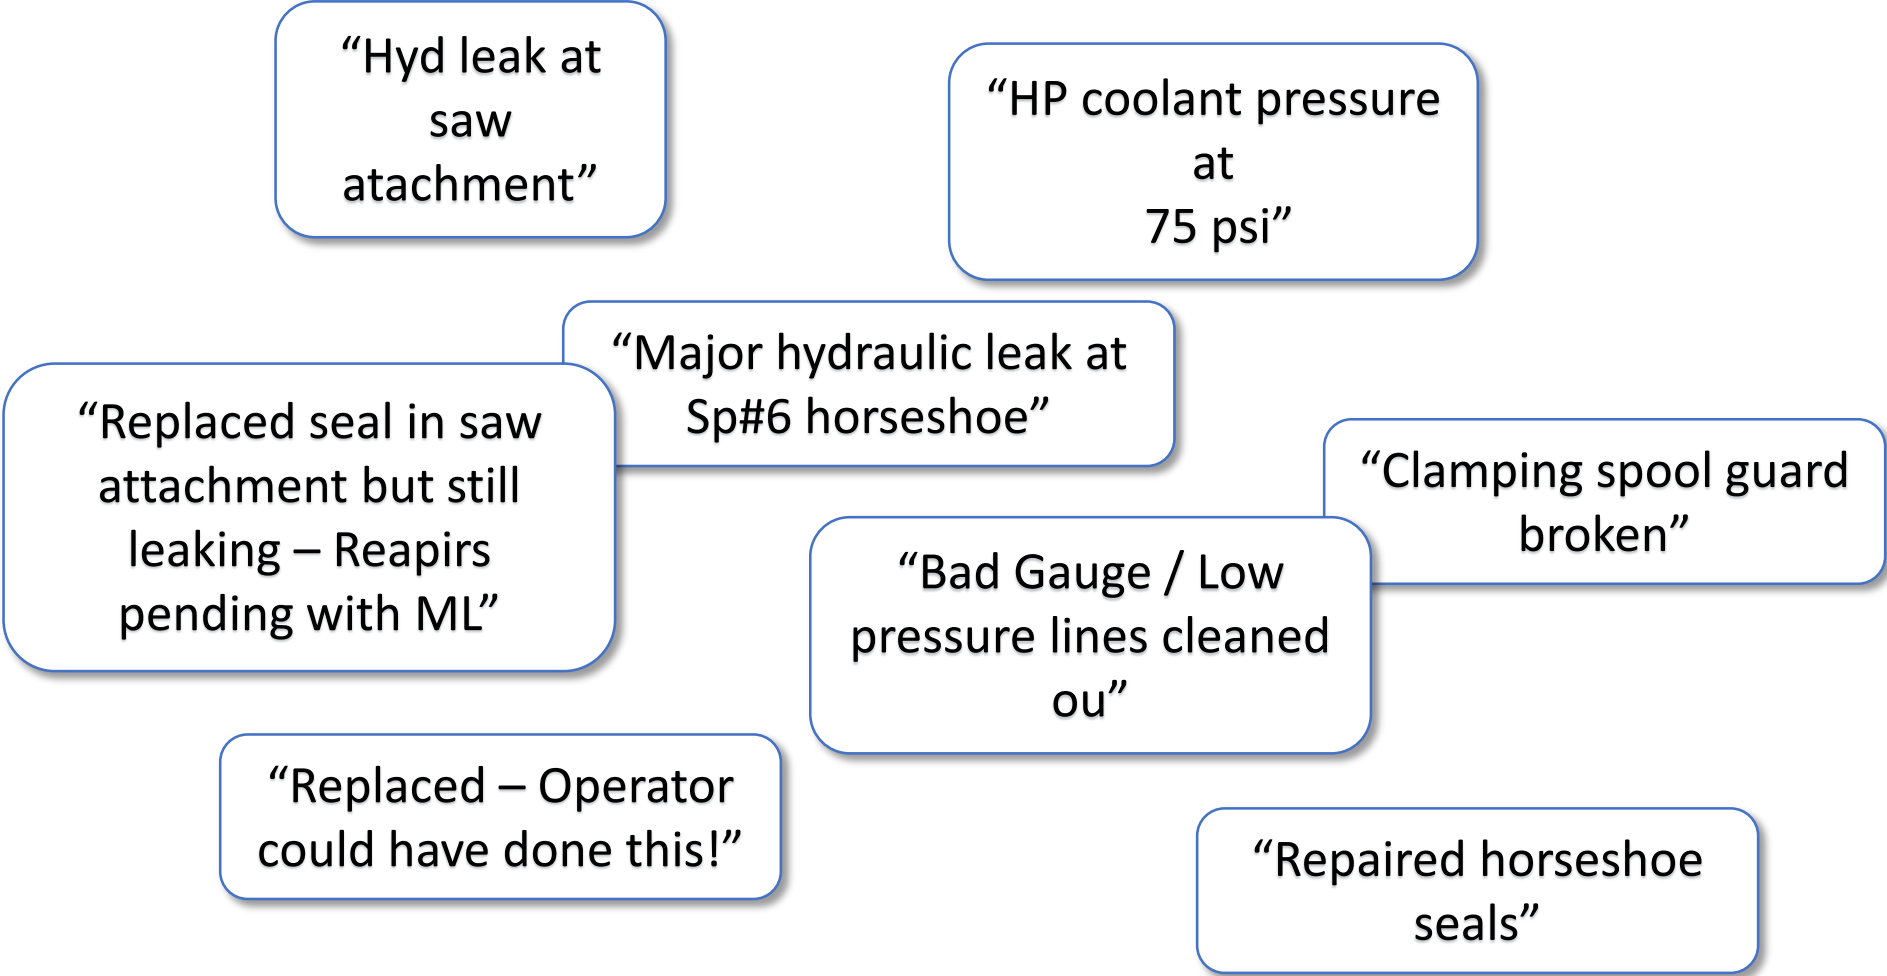 “Hyd leak at
saw
atachment”
“HP coolant pressure
at
75 psi”
“Major hydraulic leak at
Sp#6 horseshoe”
“Replaced seal in saw
attachment but still
leaking – Reapirs
pending with ML”
“Clamping spool guard
broken”
“Bad Gauge / Low
pressure lines cleaned
ou”
“Replaced – Operator
could have done this!”
“Repaired horseshoe
seals”